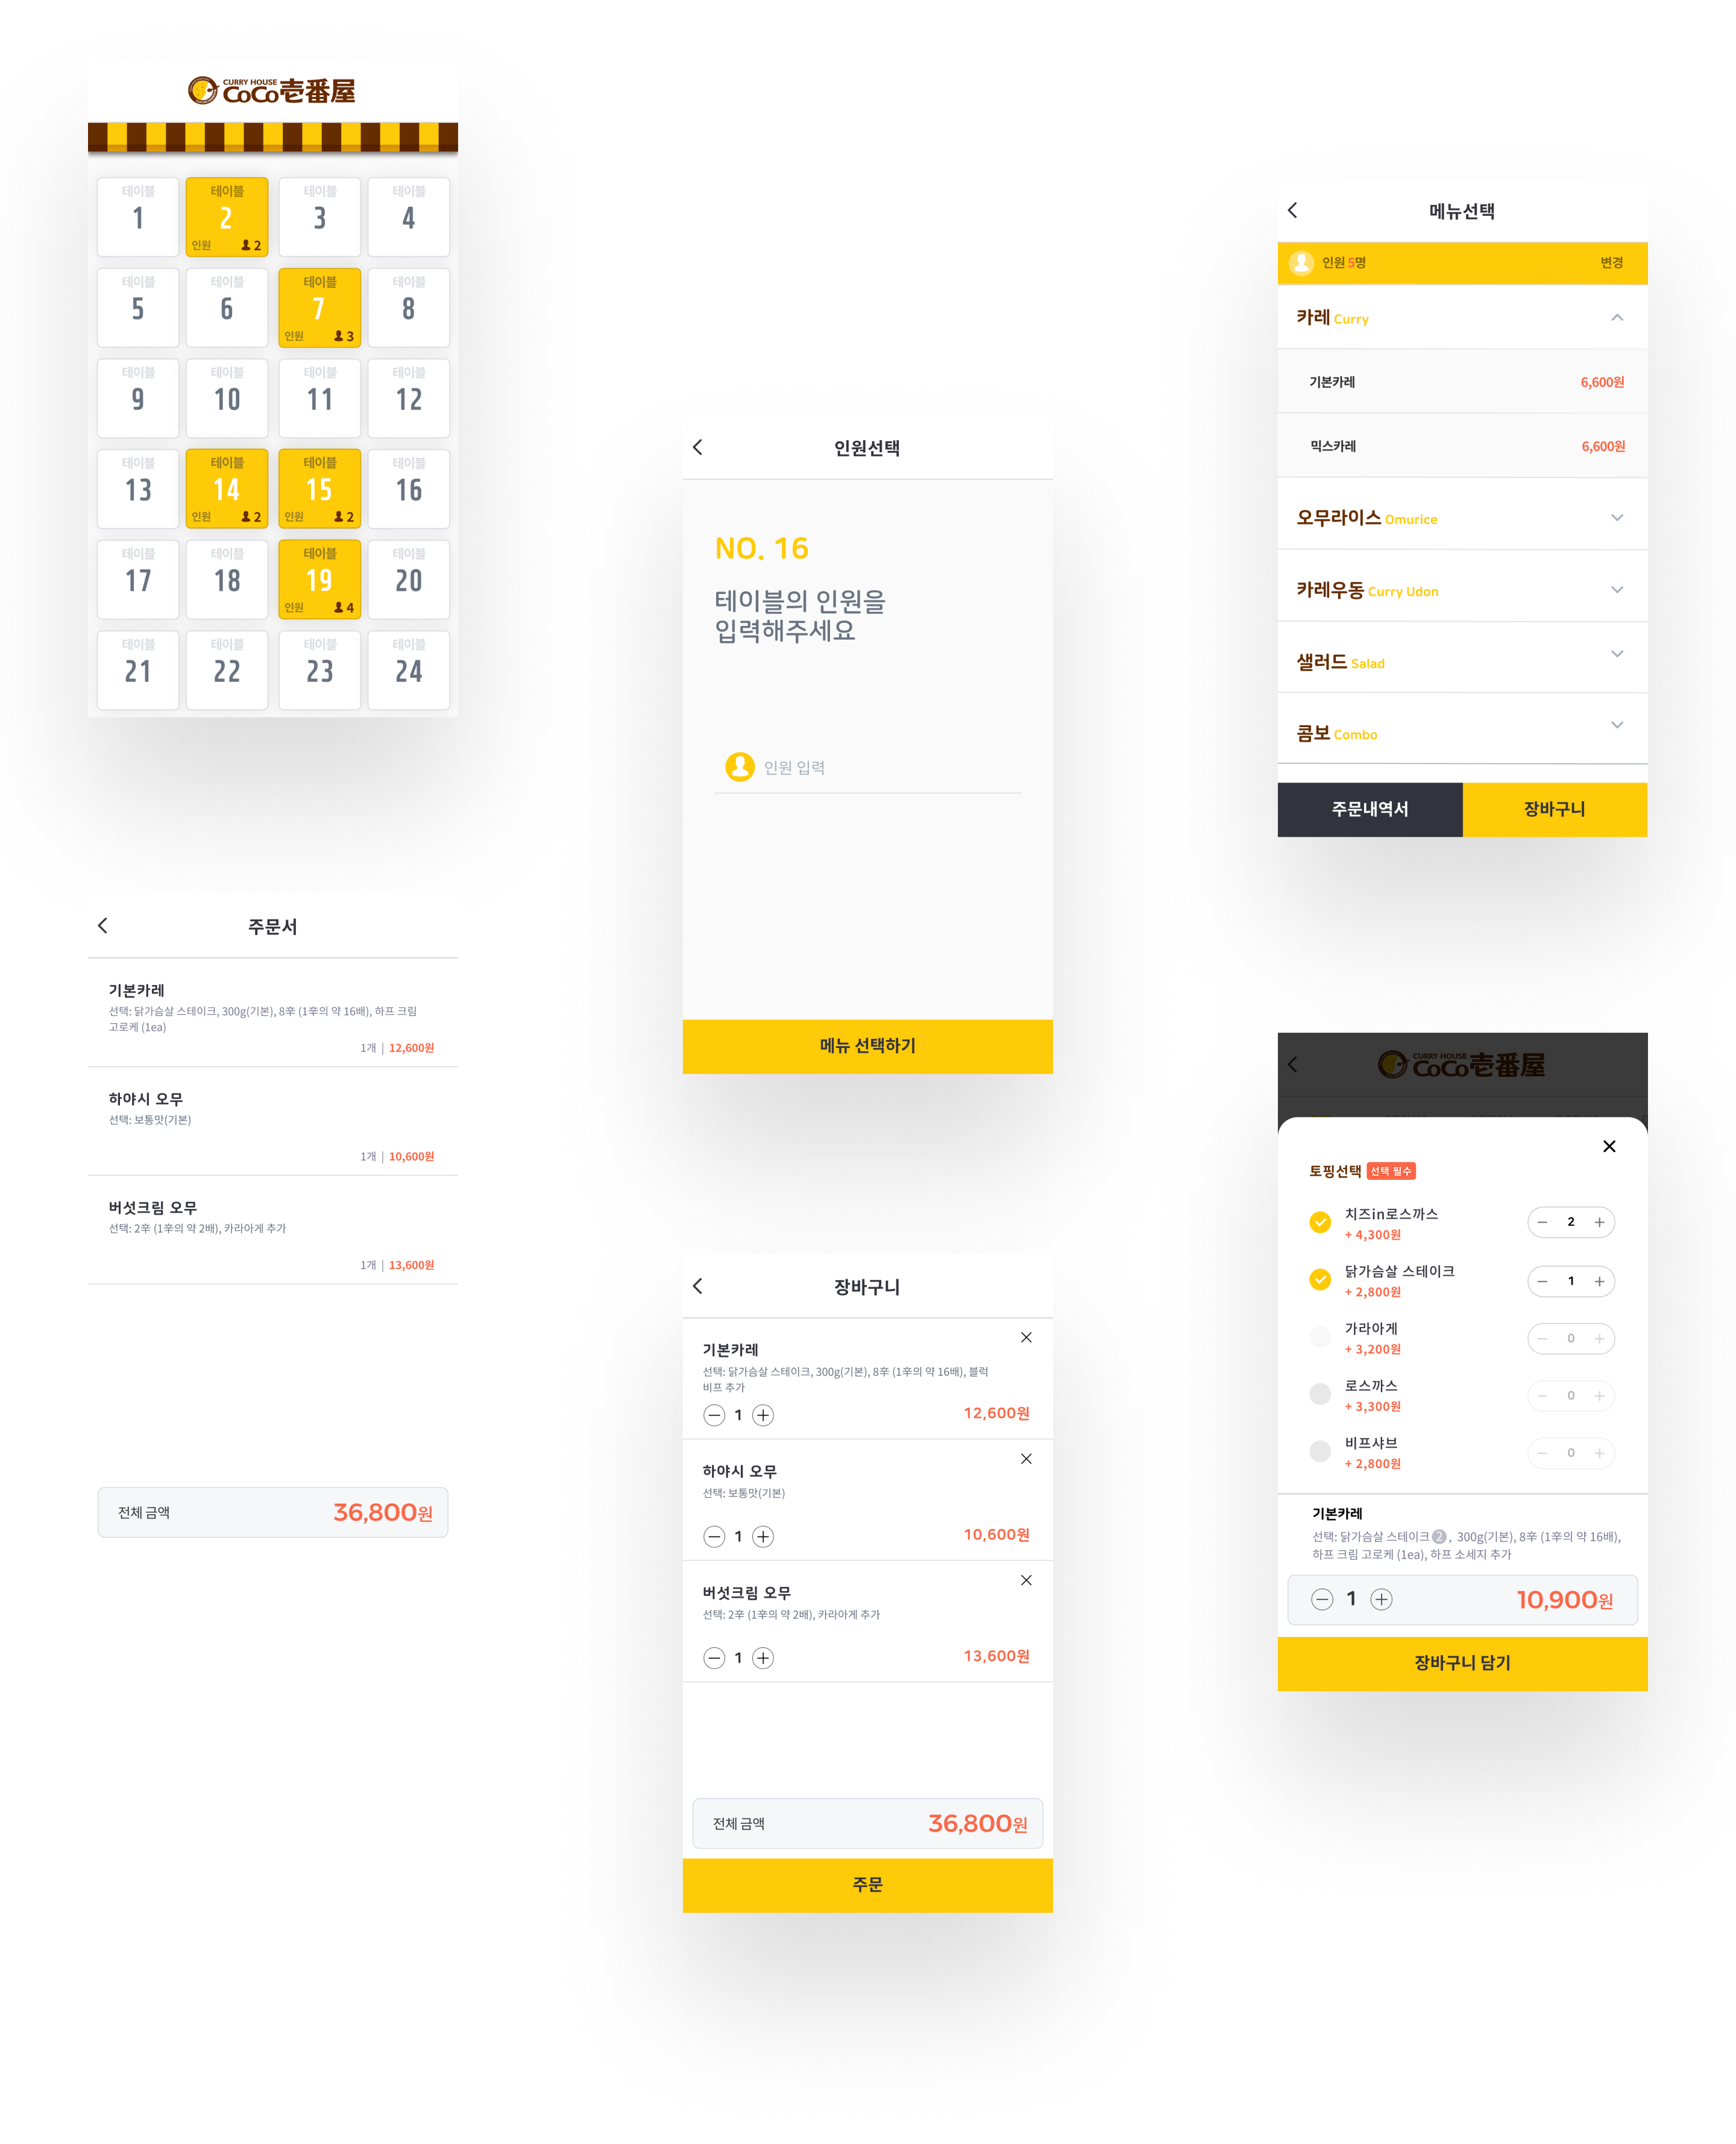 CURRY HOUSE
CoCo壱番屋
테이블 테이블 테이블 테이블
1 2 3 4
인원 2
테이블 테이블 테이블 테이블
5 6 7 8
인원 3
테이블 테이블 테이블 테이블
9 10 11 12
테이블 테이블 테이블 테이블
13 14 15 16
인원 2 인원 2
테이블 테이블 테이블 테이블
17 18 19 20
인원 4
테이블 테이블 테이블 테이블
21 22 23 24
인원선택
NO. 16
테이블의 인원을
입력해주세요
인원 입력
메뉴 선택하기
메뉴선택
인원 5명 변경
카레 Curry
기본카레 6,600원
믹스카레 6,600원
오무라이스 Omurice
카레우동 Curry Udon
샐러드 Salad
콤보 Combo
주문내역서 장바구니
주문서
기본카레
선택: 닭가슴살 스테이크, 300g(기본), 8辛 (1辛의 약 16배), 하프 크림
고로케 (1ea)
1개 | 12,600원
하야시 오무
선택: 보통맛(기본)
1개 | 10,600원
버섯크림 오무
선택: 2辛 (1辛의 약 2배), 카라아게 추가
1개 | 13,600원
전체 금액 36,800원
장바구니
기본카레
선택: 닭가슴살 스테이크, 300g(기본), 8辛 (1辛의 약 16배), 블럭
비프 추가
1 12,600원
하야시 오무
선택: 보통맛(기본)
1 10,600원
버섯크림 오무
선택: 2辛 (1辛의 약 2배), 카라아게 추가
1 13,600원
전체 금액 36,800원
주문
CURRY HOUSE
CoCo壱番屋
토핑선택 선택 필수
치즈in로스까스
+ 4,300원 2
닭가슴살 스테이크
+ 2,800원 1
가라아게
+ 3,200원 0
로스까스
+ 3,300원 0
비프샤브
+ 2,800원 0
기본카레
선택: 닭가슴살 스테이크 2 , 300g(기본), 8辛 (1辛의 약 16배),
하프 크림 고로케 (1ea), 하프 소세지 추가
1 10,900원
장바구니 담기